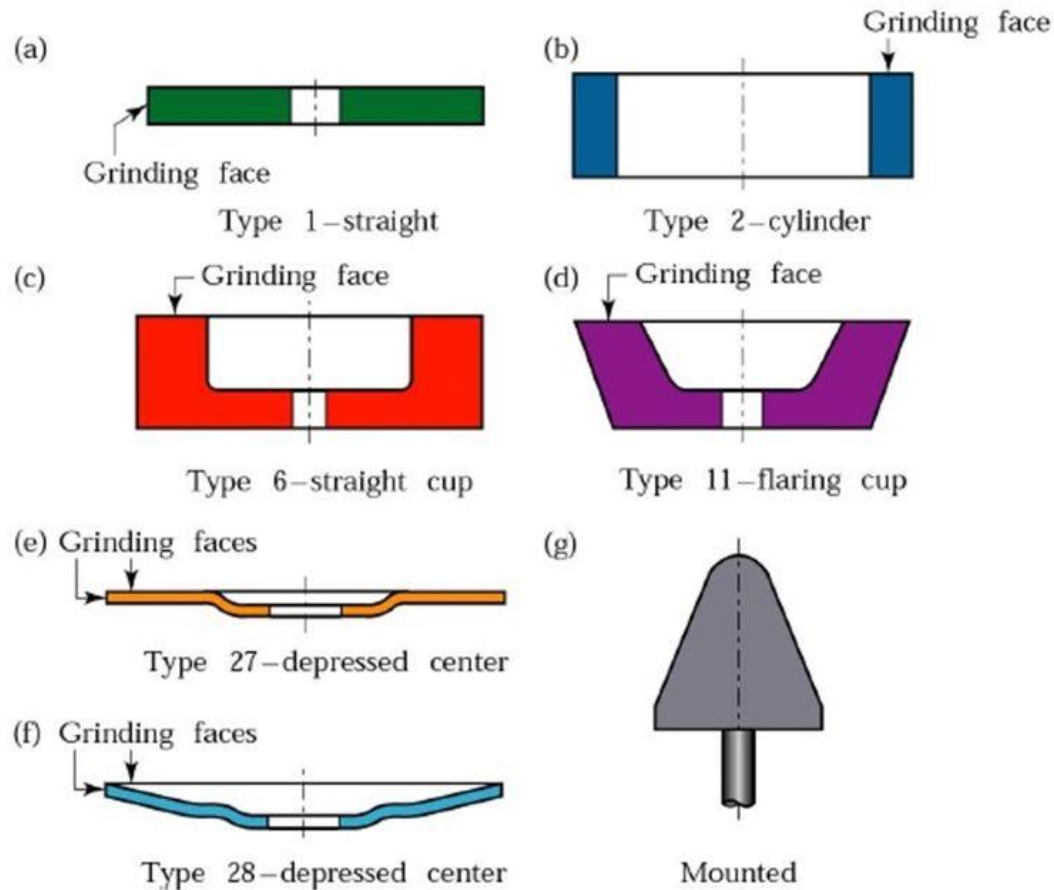 (a)
Grinding face
Type 1–straight
(b)
Grinding face
Type 2–cylinder
(c)
Grinding face
Type 6–straight cup
(d)
Grinding face
Type 11–flaring cup
(e) Grinding faces
Type 27–depressed center
(f) Grinding faces
Type 28–depressed center
(g)
Mounted